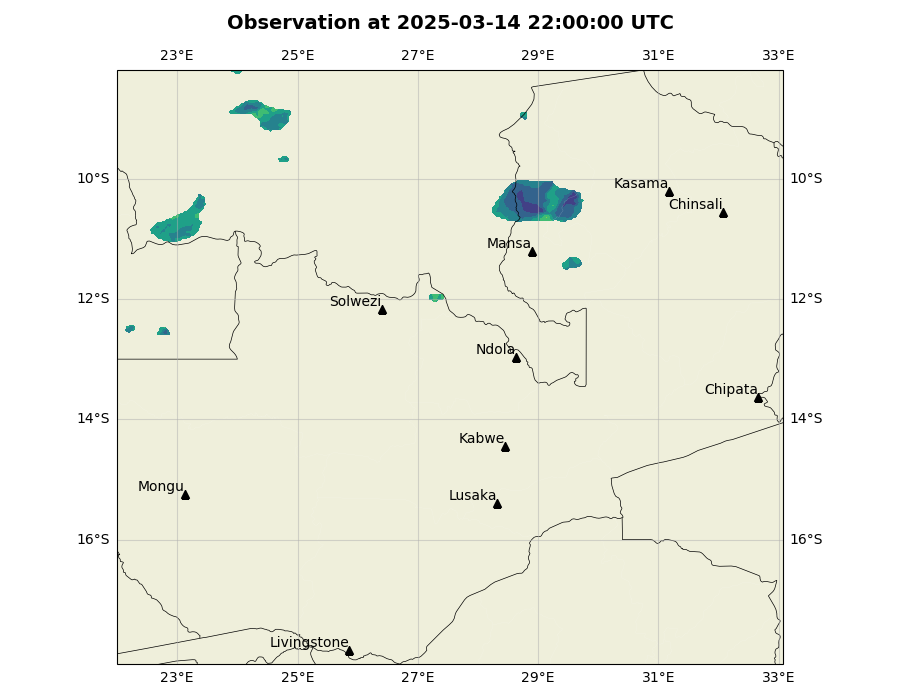 Observation at 2025-03-14 22:00:00 UTC
23°E 25°E 27°E 29°E 31°E 33°E
10°S 10°S
Kasama
Chinsali
Mansa
12°S 12°S
Solwezi
Ndola
Chipata
14°S 14°S
Kabwe
Mongu
Lusaka
16°S 16°S
Livingstone
23°E 25°E 27°E 29°E 31°E 33°E